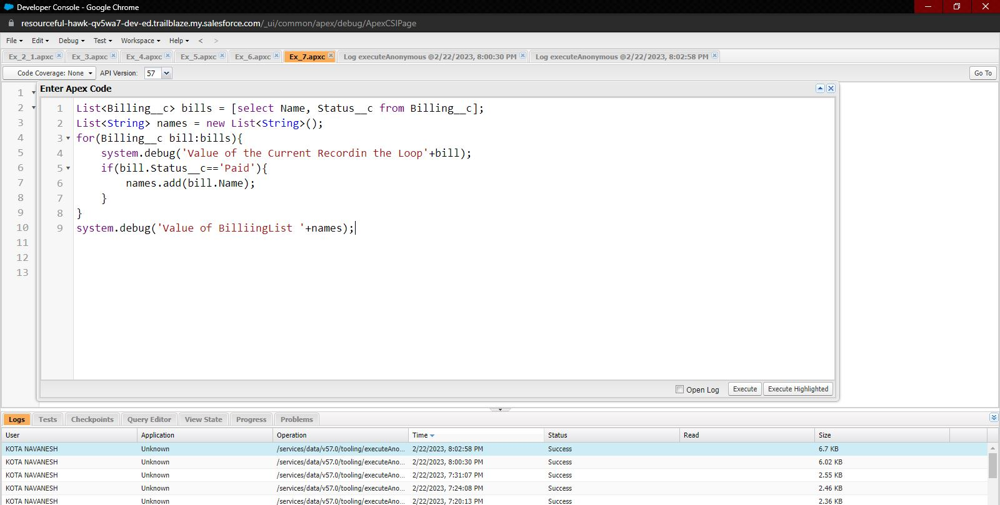 Developer Console - Google Chrome
resourceful-hawk-qv5wa7-dev-ed.trailblaze.my.salesforce.com/_ui/common/apex/debug/ApexCSIPage
File Edit Debug Test Workspace Help < >
Ex_2_1.apxc Ex_3.apxc Ex_4.apxc Ex_5.apxc Ex_6.apxc Ex_7.apxc Log executeAnonymous @2/22/2023, 8:00:30 PM Log executeAnonymous @2/22/2023, 8:02:58 PM
Code Coverage: None API Version: 57 Go To
1
2
3
4
5
6
7
8
9
10
11
12
13
Enter Apex Code
1 List<Billing__c> bills = [select Name, Status__c from Billing__c];
2 List<String> names = new List<String>();
3 for(Billing__c bill:bills){
4 system.debug('Value of the Current Recordin the Loop'+bill);
5 if(bill.Status__c=='Paid'){
6 names.add(bill.Name);
7 }
8 }
9 system.debug('Value of BilliingList '+names);
Open Log Execute Execute Highlighted
Logs Tests Checkpoints Query Editor View State Progress Problems
User Application Operation Time Status Read Size
KOTA NAVANESH Unknown /services/data/v57.0/tooling/executeAno... 2/22/2023, 8:02:58 PM Success 6.7 KB
KOTA NAVANESH Unknown /services/data/v57.0/tooling/executeAno... 2/22/2023, 8:00:30 PM Success 6.02 KB
KOTA NAVANESH Unknown /services/data/v57.0/tooling/executeAno... 2/22/2023, 7:31:07 PM Success 2.55 KB
KOTA NAVANESH Unknown /services/data/v57.0/tooling/executeAno... 2/22/2023, 7:24:08 PM Success 2.46 KB
KOTA NAVANESH Unknown /services/data/v57.0/tooling/executeAno... 2/22/2023, 7:20:13 PM Success 2.36 KB